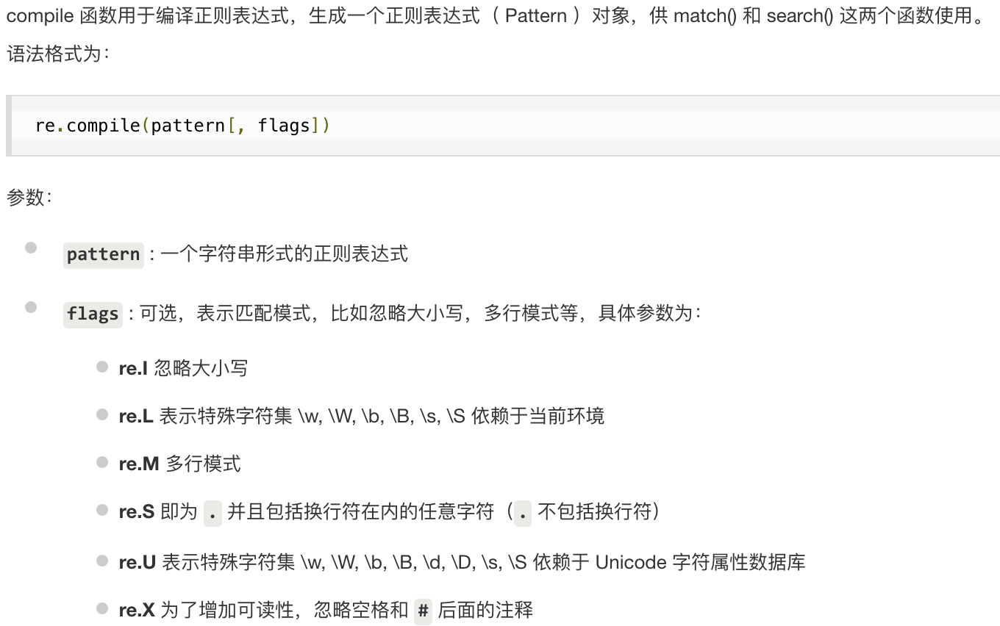 compile 函数用于编译正则表达式，生成一个正则表达式（ Pattern ）对象，供 match() 和 search() 这两个函数使用。
语法格式为：
re.compile(pattern[, flags])
参数：
pattern : 一个字符串形式的正则表达式
flags : 可选，表示匹配模式，比如忽略大小写，多行模式等，具体参数为：
re.I 忽略大小写
re.L 表示特殊字符集 \w, \W, \b, \B, \s, \S 依赖于当前环境
re.M 多行模式
re.S 即为 . 并且包括换行符在内的任意字符（. 不包括换行符）
re.U 表示特殊字符集 \w, \W, \b, \B, \d, \D, \s, \S 依赖于 Unicode 字符属性数据库
re.X 为了增加可读性，忽略空格和 # 后面的注释